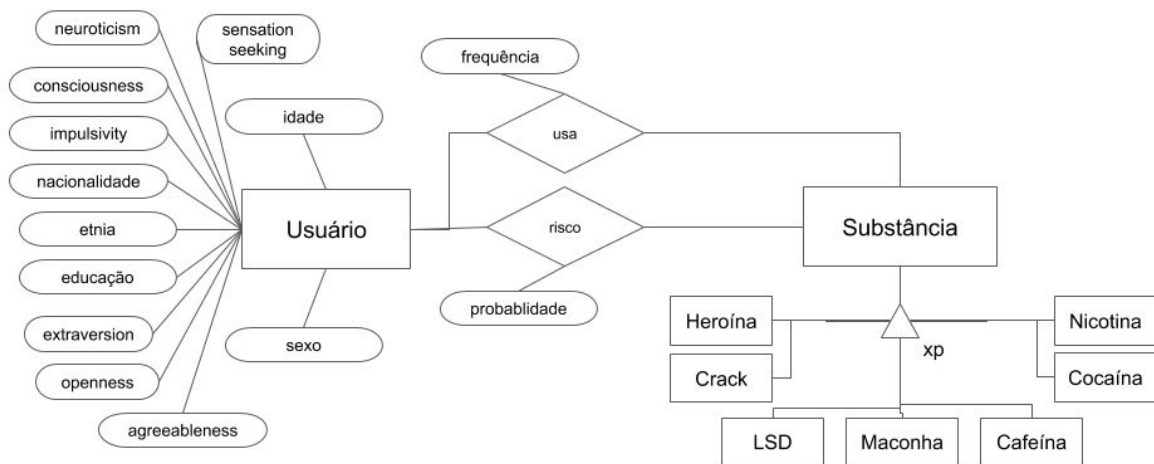 neuroticism
sensation
seeking
consciousness
impulsivity
nacionalidade
etnia
educação
extraversion
openness
agreeableness
idade
Usuário
sexo
frequência
usa
risco
probablidade
Substância
xp
Heroína
Crack
LSD
Maconha
Cafeína
Nicotina
Cocaína